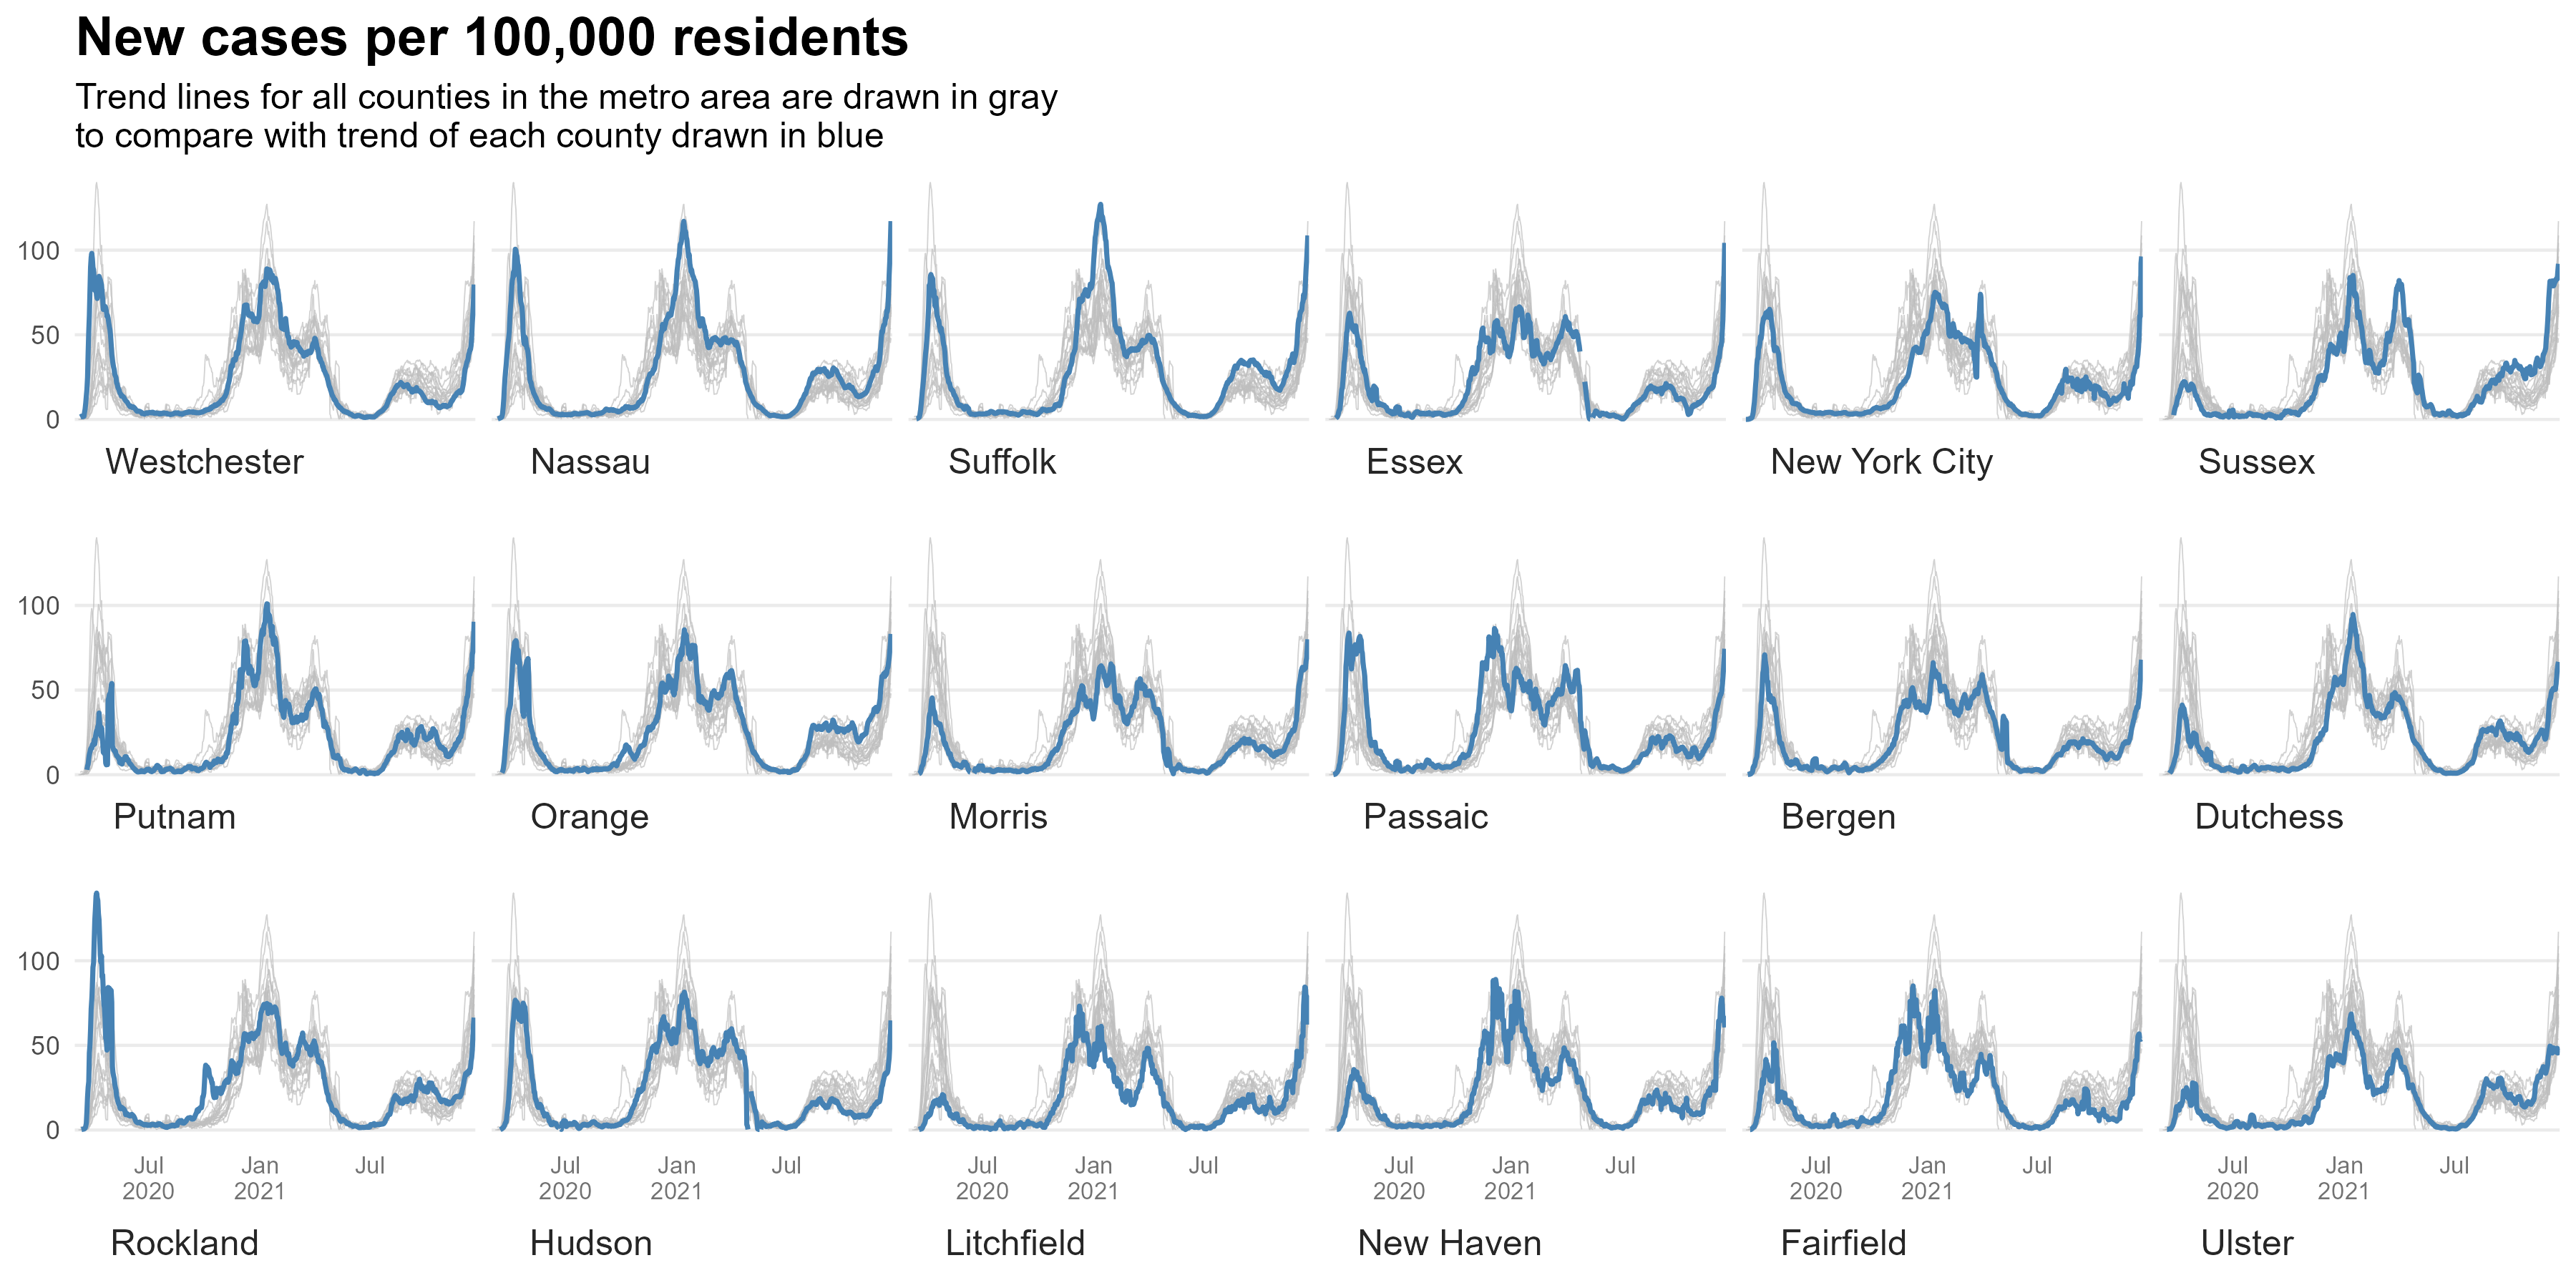 New cases per 100,000 residents
Trend lines for all counties in the metro area are drawn in gray
to compare with trend of each county drawn in blue
100
50
0
Westchester
Nassau
Suffolk
Essex
New York City
Sussex
100
50
0
Putnam
Orange
Morris
Passaic
Bergen
Dutchess
100
50
0
Jul
2020
Jan
2021
Jul
Jul
2020
Jan
2021
Jul
Jul
2020
Jan
2021
Jul
Jul
2020
Jan
2021
Jul
Jul
2020
Jan
2021
Jul
Jul
2020
Jan
2021
Jul
Rockland
Hudson
Litchfield
New Haven
Fairfield
Ulster